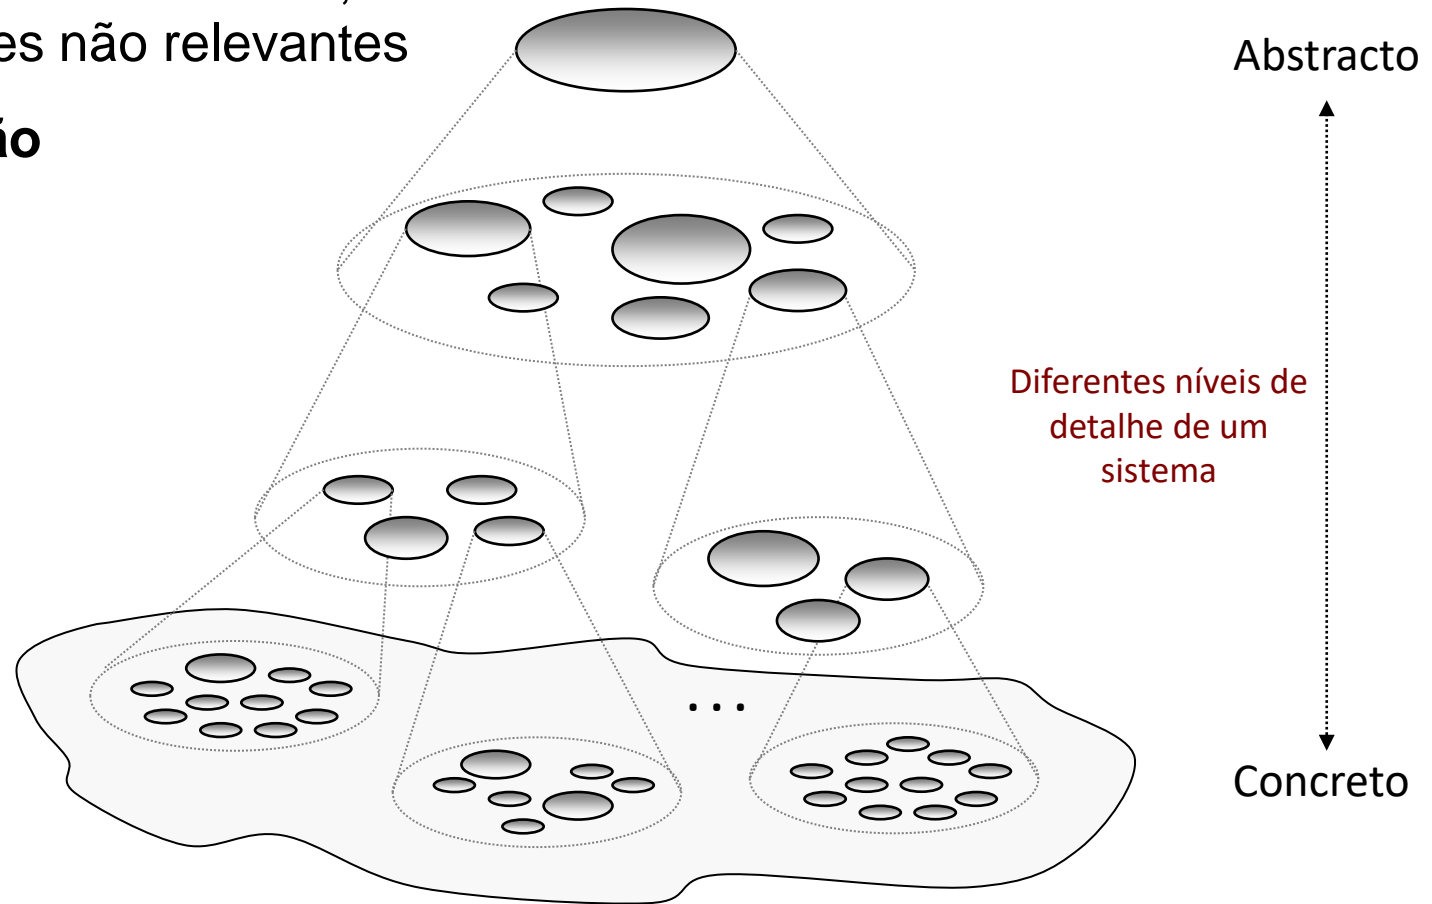 es não relevantes
Abstracto
ão
Diferentes níveis de
detalhe de um
sistema
...
Concreto